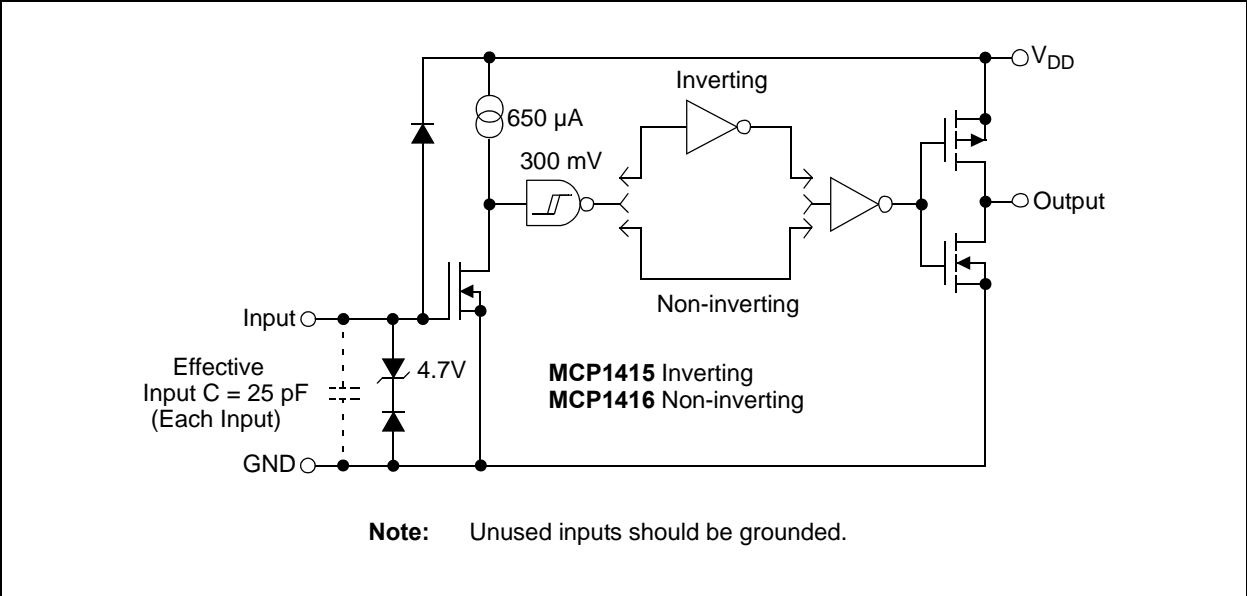 V_DD
Inverting
650 µA
300 mV
Output
Non-inverting
Input
4.7V
Effective
Input C = 25 pF
(Each Input)
MCP1415 Inverting
MCP1416 Non-inverting
GND
Note: Unused inputs should be grounded.